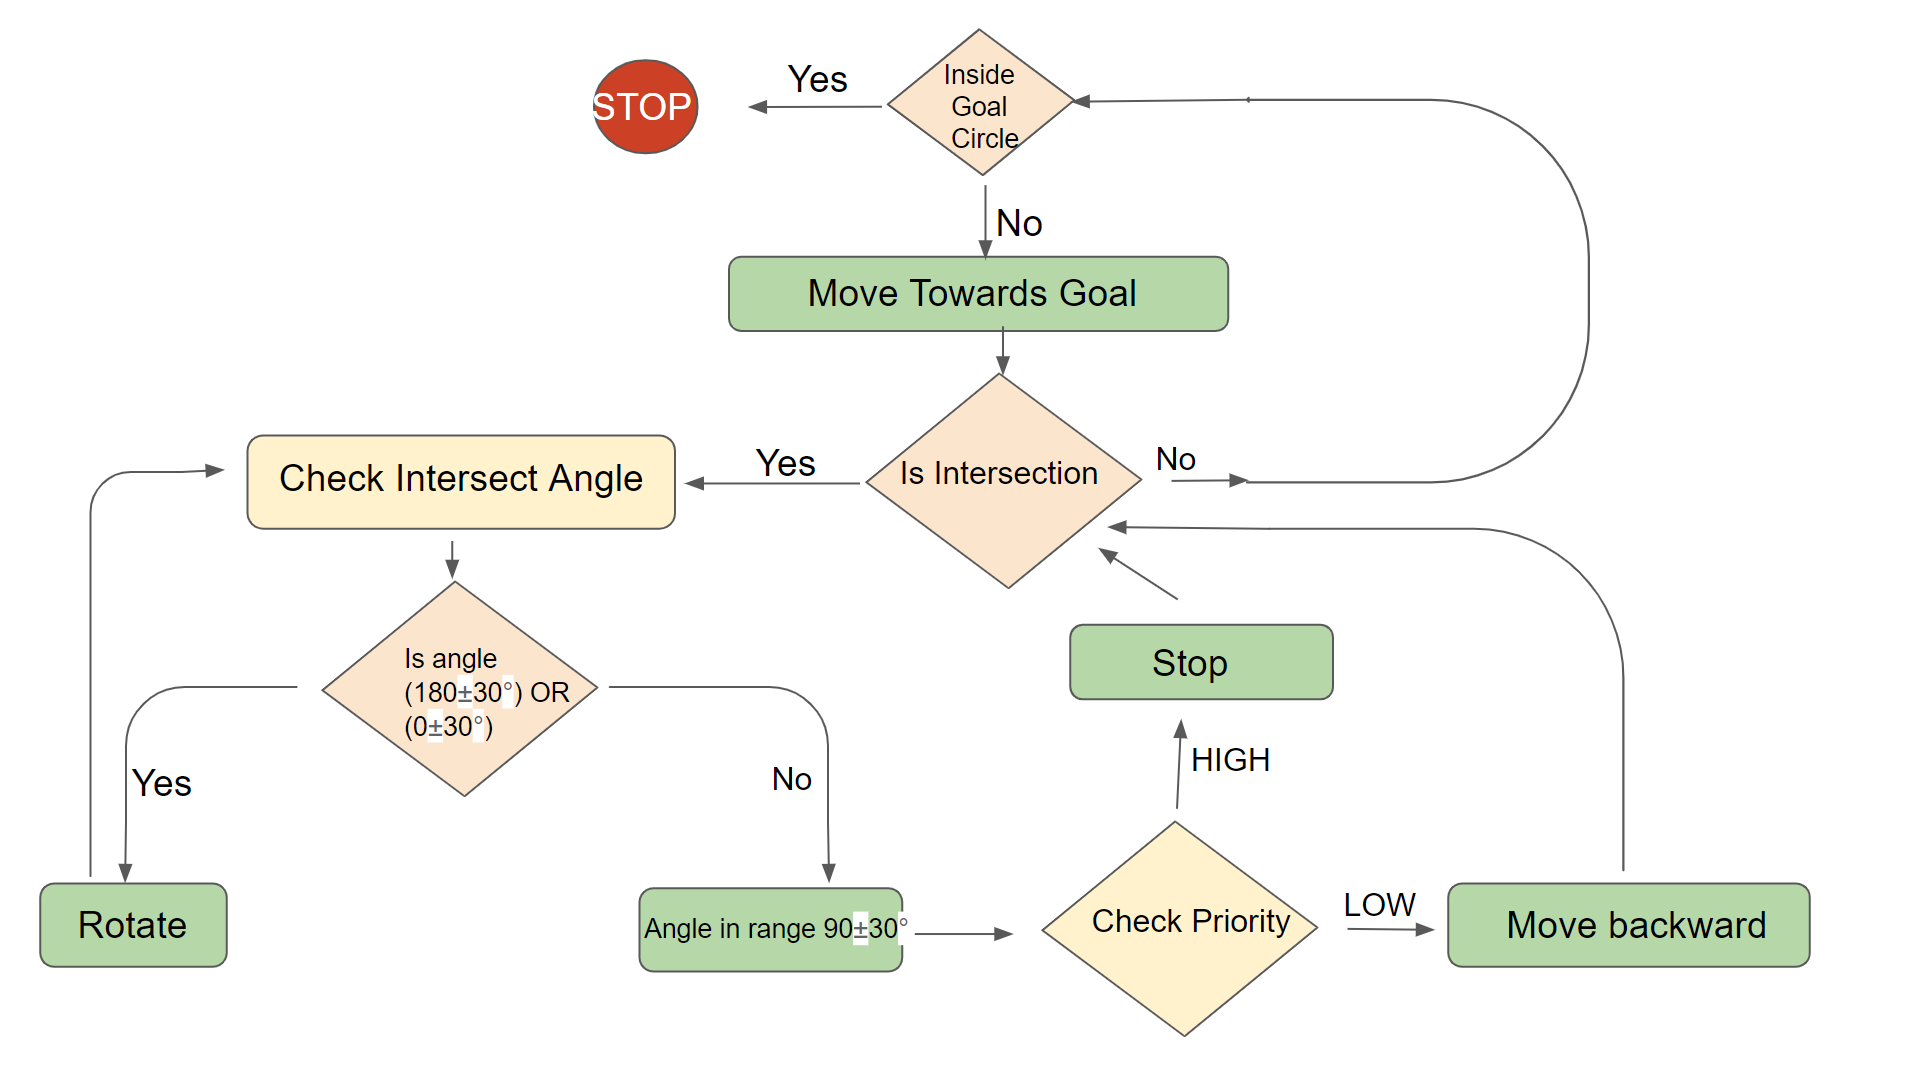 STOP
Yes
Inside
Goal
Circle
No
Move Towards Goal
Check Intersect Angle
Yes
Is Intersection
No
Is angle
(180±30°) OR
(0±30°)
Stop
Yes
No
HIGH
Rotate
Angle in range 90±30°
Check Priority
LOW
Move backward